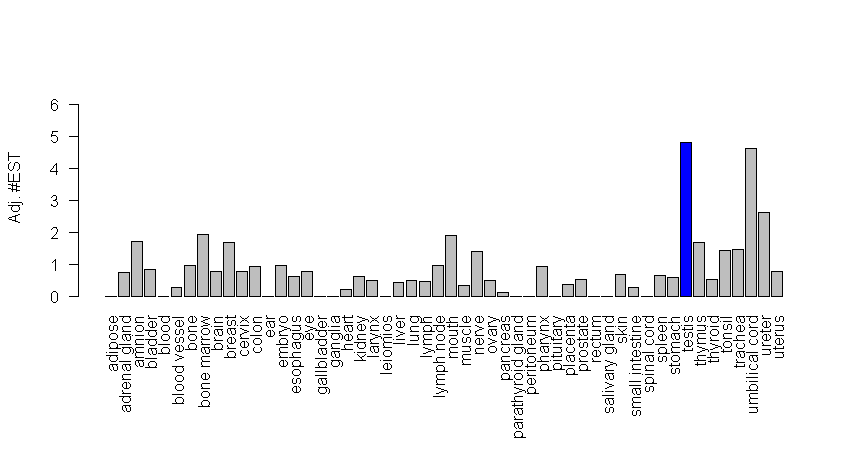 6
5
4
3
2
1
0
Adj. #EST
adipose
adrenal gland
amnion
bladder
blood
blood vessel
bone
bone marrow
brain
breast
cervix
colon
ear
embryo
esophagus
eye
gallbladder
ganglia
heart
kidney
larynx
leiomios
liver
lung
lymph
lymph node
mouth
muscle
nerve
ovary
pancreas
parathyroid gland
peritoneum
pharynx
pituitary
placenta
prostate
rectum
salivary gland
skin
small intestine
spinal cord
spleen
stomach
testis
thymus
thyroid
tonsil
trachea
umbilical cord
ureter
uterus